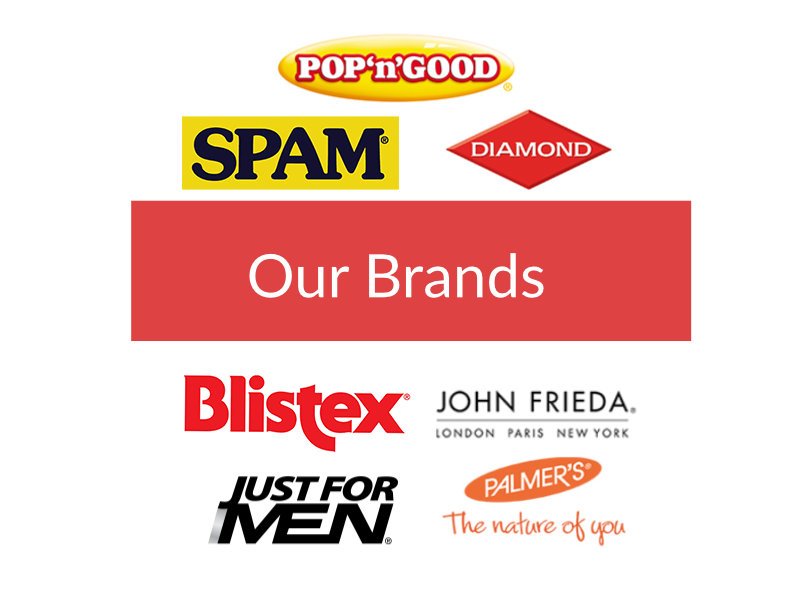 POP‘n’GOOD®
SPAM®
DIAMOND
Our Brands
Blistex®
JOHN FRIEDA®
LONDON PARIS NEW YORK
JUST FOR
MEN®
PALMER'S®
The nature of you